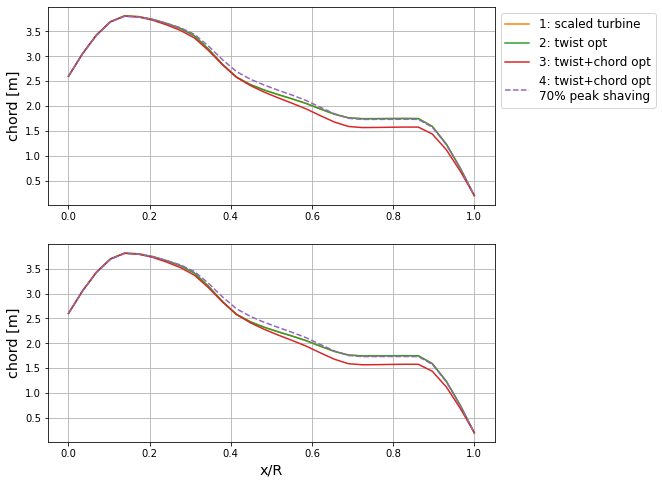 3.5
3.0
2.5
2.0
1.5
1.0
0.5
chord [m]
0.0 0.2 0.4 0.6 0.8 1.0
1: scaled turbine
2: twist opt
3: twist+chord opt
4: twist+chord opt
70% peak shaving
3.5
3.0
2.5
2.0
1.5
1.0
0.5
chord [m]
0.0 0.2 0.4 0.6 0.8 1.0
x/R